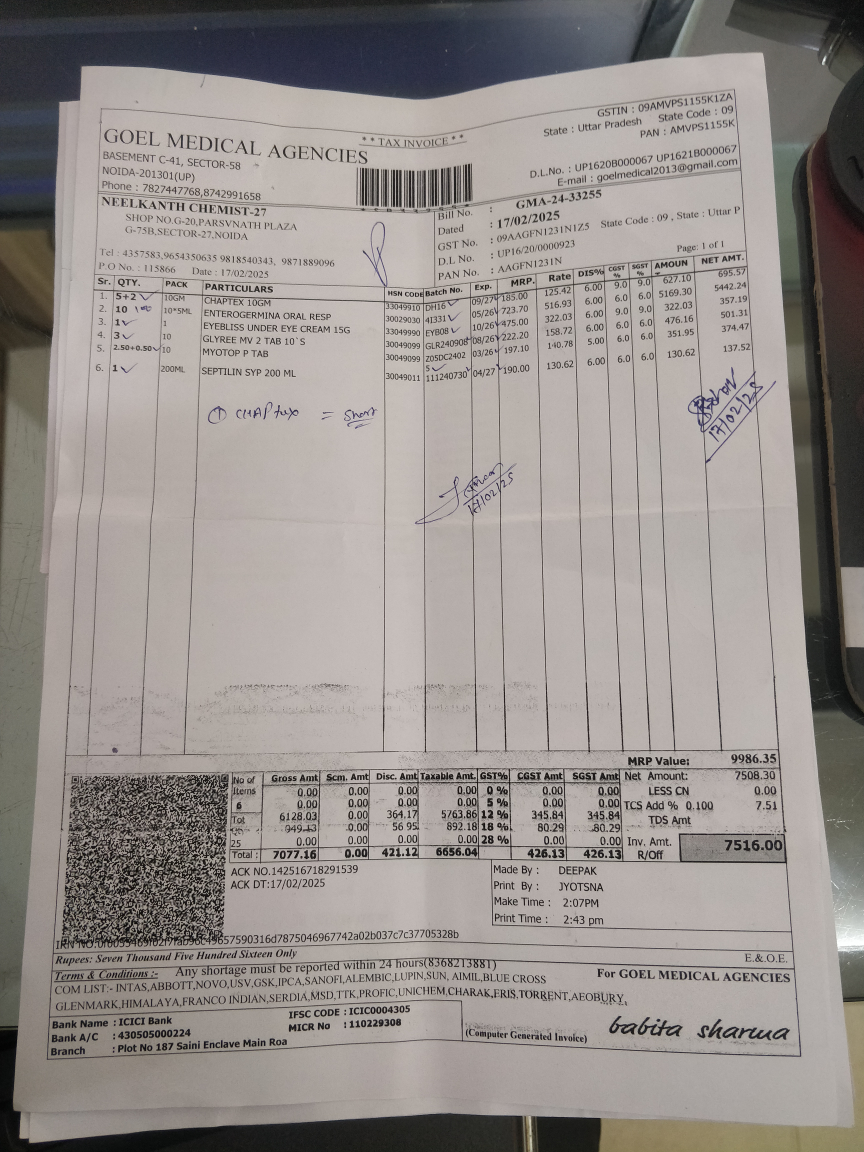 GSTIN : 09AMVPS1155K1ZA
State : Uttar Pradesh State Code : 09
PAN : AMVPS1155K
**TAX INVOICE**
GOEL MEDICAL AGENCIES
BASEMENT C-41, SECTOR-58
NOIDA-201301(UP)
Phone : 7827447768,8742991658
D.L.No. : UP1620B000067 UP1621B000067
E-mail : goelmedical2013@gmail.com
NEELKANTH CHEMIST-27
SHOP NO.G-20,PARSVNATH PLAZA
G-75B,SECTOR-27,NOIDA
Tel : 4357583,9654350635 9818540343, 9871889096
P O No. : 115866 Date : 17/02/2025
Bill No. : GMA-24-33255
Dated : 17/02/2025
GST No. : 09AAGFN1231N1Z5 State Code : 09 , State : Uttar P
D.L No. : UP16/20/0000923
PAN No. : AAGFN1231N
Page: 1 of 1
Sr. QTY. PACK PARTICULARS HSN CODE Batch No. Exp. MRP. Rate DIS% CGST % SGST % AMOUN NET AMT.
1. 5+2 10GM CHAPTEX 10GM 33049910 DH16 09/27 185.00 125.42 6.00 9.0 9.0 627.10 695.57
2. 10 10*5ML ENTEROGERMINA ORAL RESP 30029030 4I331 05/26 723.70 516.93 6.00 6.0 6.0 5169.30 5442.24
3. 1 1 EYEBLISS UNDER EYE CREAM 15G 33049990 EYB08 10/26 475.00 322.03 6.00 9.0 9.0 322.03 357.19
4. 3 10 GLYREE MV 2 TAB 10`S 30049099 GLR240908 08/26 222.20 158.72 6.00 6.0 6.0 476.16 501.31
5. 2.50+0.50 10 MYOTOP P TAB 30049099 Z05DC2402 03/26 197.10 140.78 5.00 6.0 6.0 351.95 374.47
5
6. 1 200ML SEPTILIN SYP 200 ML 30049011 111240730 04/27 190.00 130.62 6.00 6.0 6.0 130.62 137.52
① CHAPtex = Short
17/02/25
17/02/25
MRP Value: 9986.35
No of Items 6 Gross Amt Scm. Amt Disc. Amt Taxable Amt. GST% CGST Amt SGST Amt
0.00 0.00 0.00 0.00 0 % 0.00 0.00
0.00 0.00 0.00 0.00 5 % 0.00 0.00
Tot 6128.03 0.00 364.17 5763.86 12 % 345.84 345.84
949.13 0.00 56.95 892.18 18 % 80.29 80.29
25 0.00 0.00 0.00 0.00 28 % 0.00 0.00
Total : 7077.16 0.00 421.12 6656.04 426.13 426.13
Net Amount: 7508.30
LESS CN 0.00
TCS Add % 0.100 7.51
TDS Amt
Inv. Amt. R/Off 7516.00
ACK NO.142516718291539
ACK DT:17/02/2025
Made By : DEEPAK
Print By : JYOTSNA
Make Time : 2:07PM
Print Time : 2:43 pm
Rupees: Seven Thousand Five Hundred Sixteen Only
E.& O.E.
Terms & Conditions :- Any shortage must be reported within 24 hours(8368213881)
For GOEL MEDICAL AGENCIES
COM LIST:- INTAS,ABBOTT,NOVO,USV,GSK,IPCA,SANOFI,ALEMBIC,LUPIN,SUN, AIMIL,BLUE CROSS
GLENMARK,HIMALAYA,FRANCO INDIAN,SERDIA,MSD,TTK,PROFIC,UNICHEM,CHARAK,ERIS,TORRENT,AEOBURY,
Bank Name : ICICI Bank IFSC CODE : ICIC0004305
Bank A/C : 430505000224 MICR No : 110229308
Branch : Plot No 187 Saini Enclave Main Roa
(Computer Generated Invoice)
babita sharma